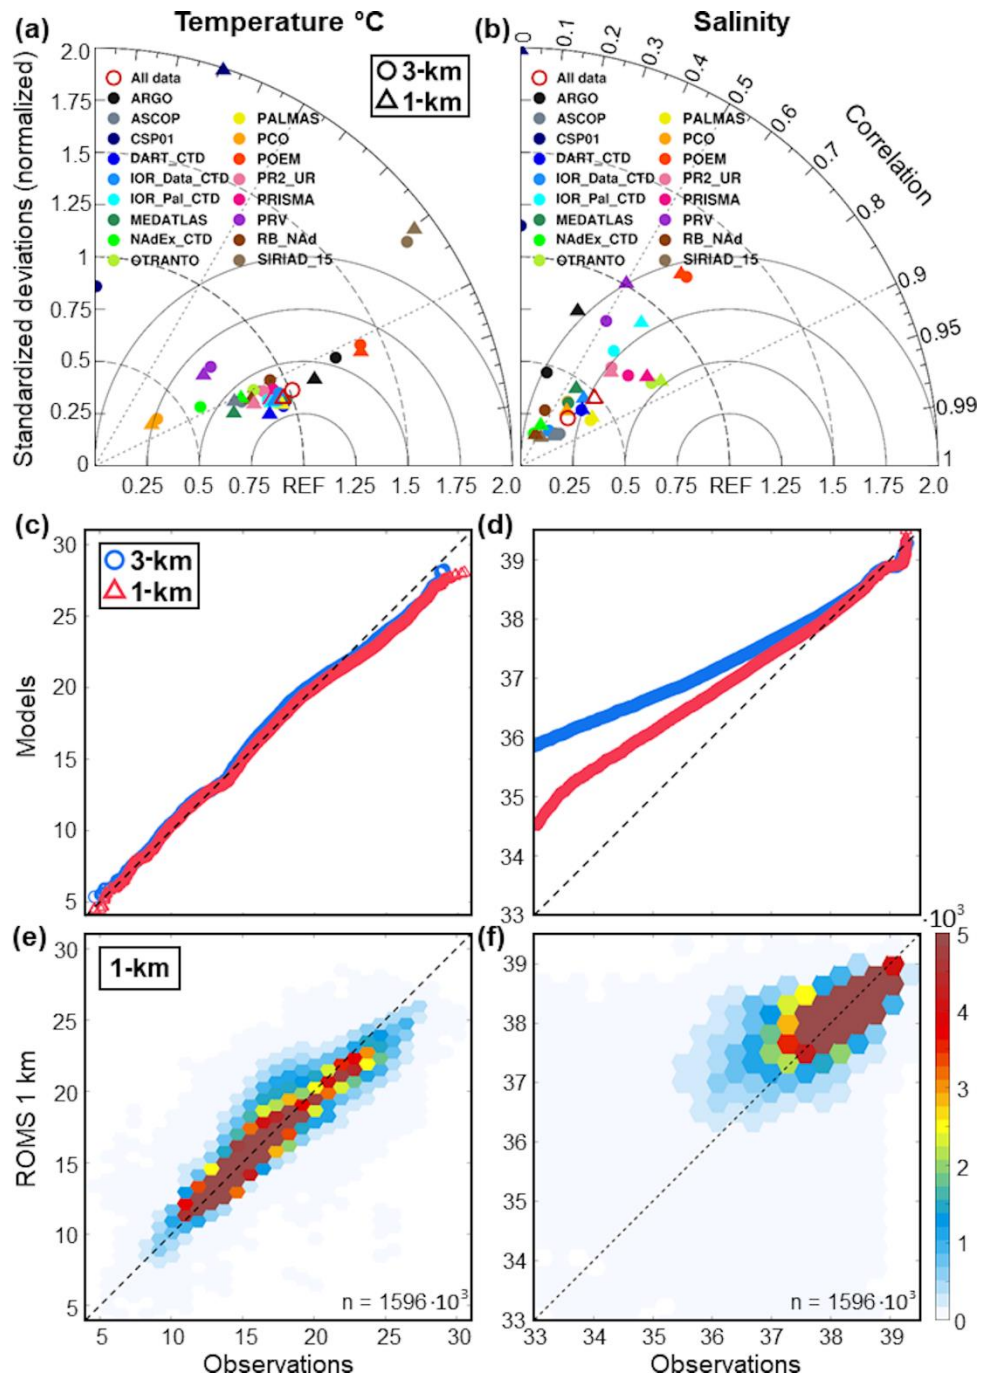 (a) Temperature °C
(b) Salinity
Standard deviations (normalized)
2.0
1.75
1.5
1.25
1
0.75
0.5
0.25
0
3-km
1-km
All data
ARGO
ASCOP
CSP01
DART_CTD
IOR_Data_CTD
IOR_Pal_CTD
MEDATLAS
NAdEx_CTD
OTRANTO
PALMAS
PCO
POEM
PR2_UR
PRISMA
PRV
RB_NAd
SIRIAD_15
All data
ARGO
ASCOP
CSP01
DART_CTD
IOR_Data_CTD
IOR_Pal_CTD
MEDATLAS
NAdEx_CTD
OTRANTO
PALMAS
PCO
POEM
PR2_UR
PRISMA
PRV
RB_NAd
SIRIAD_15
0
0.1
0.2
0.3
0.4
0.5
0.6
0.7
0.8
0.9
0.95
0.99
1
Correlation
0.25 0.5 0.75 REF 1.25 1.5 1.75 2.0
0 0.25 0.5 0.75 REF 1.25 1.5 1.75 2.0
(c)
Models
30
25
20
15
10
5
3-km
1-km
(d)
39
38
37
36
35
34
33
(e)
ROMS 1 km
30
25
20
15
10
5
1-km
n = 1596 ·10³
5 10 15 20 25 30
Observations
(f)
39
38
37
36
35
34
33
n = 1596 ·10³
33 34 35 36 37 38 39
Observations
·10³
5
4
3
2
1
0